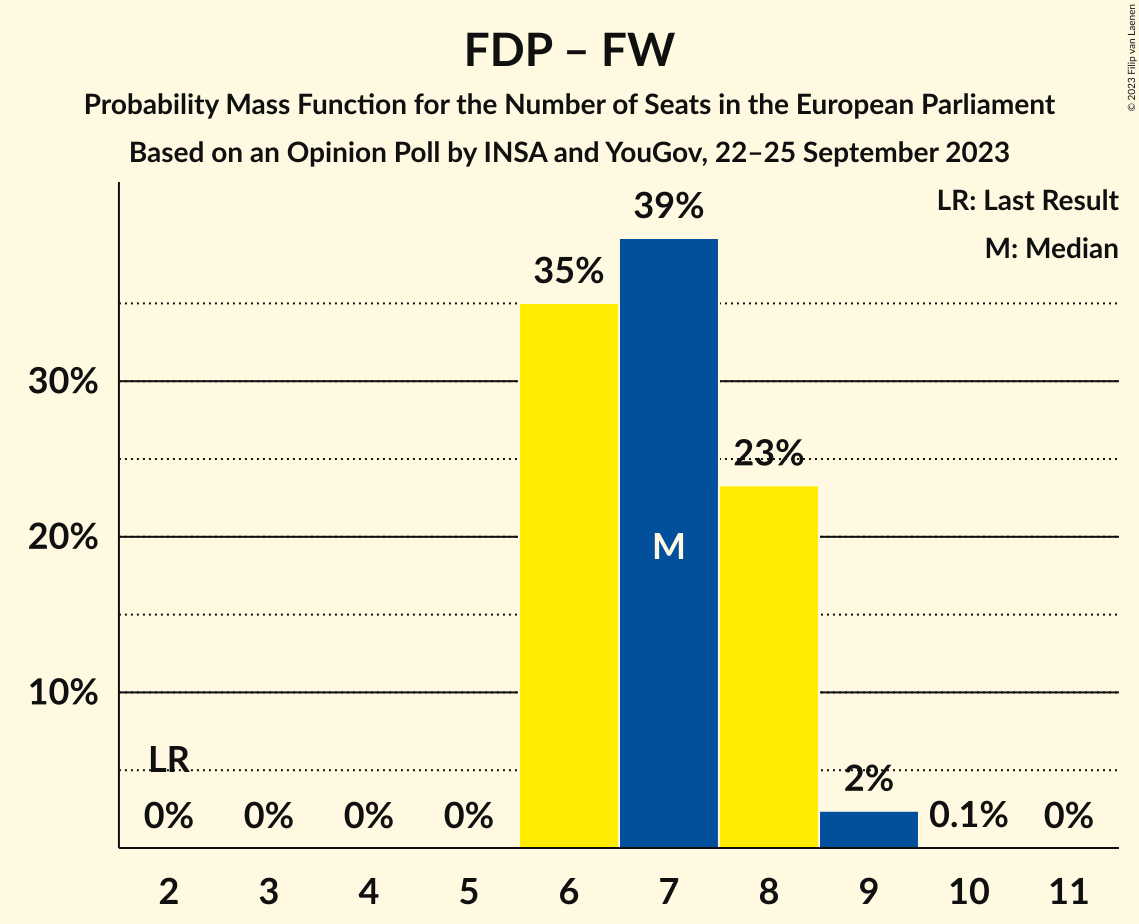 FDP – FW
Probability Mass Function for the Number of Seats in the European Parliament
Based on an Opinion Poll by INSA and YouGov, 22–25 September 2023
© 2023 Filip van Laenen
LR: Last Result
M: Median
39%
35%
30%
23%
20%
M
10%
LR
2%
0% 0% 0% 0% 0.1% 0%
2 3 4 5 6 7 8 9 10 11